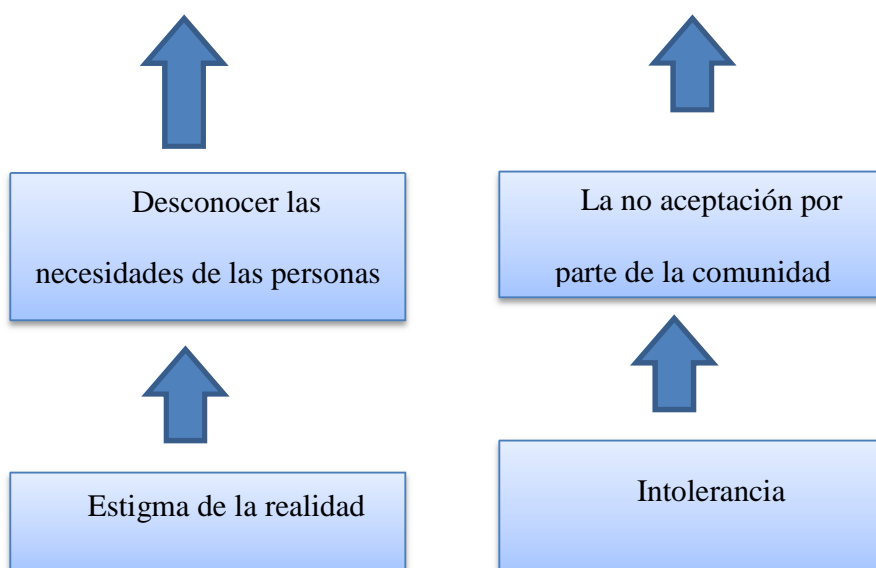 Desconocer las
necesidades de las personas
La no aceptación por
parte de la comunidad
Estigma de la realidad
Intolerancia